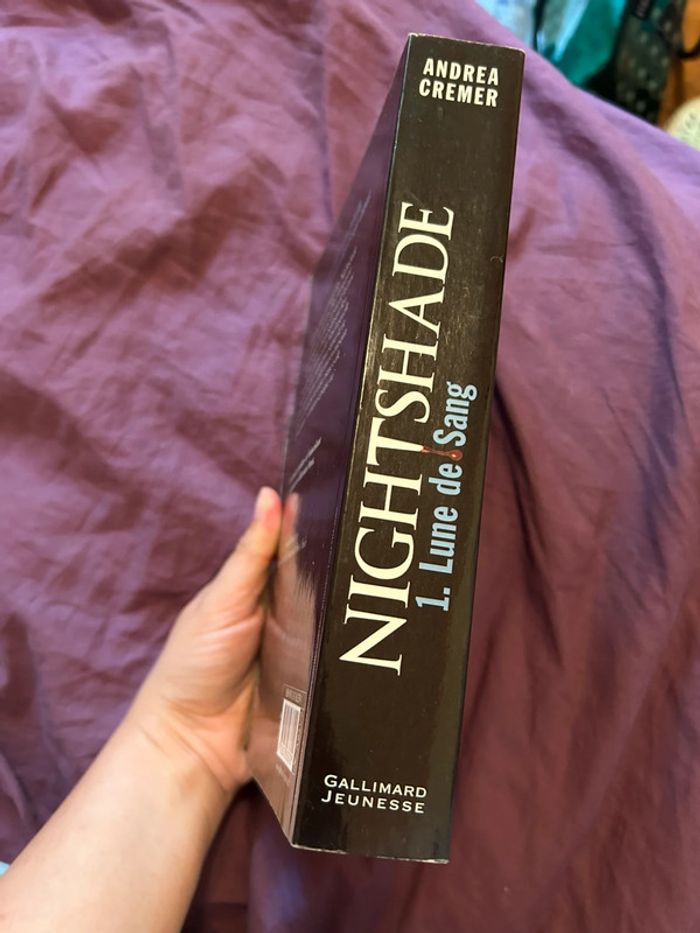 ANDREA
CREMER
NIGHTSHADE
1. Lune de Sang
GALLIMARD
JEUNESSE